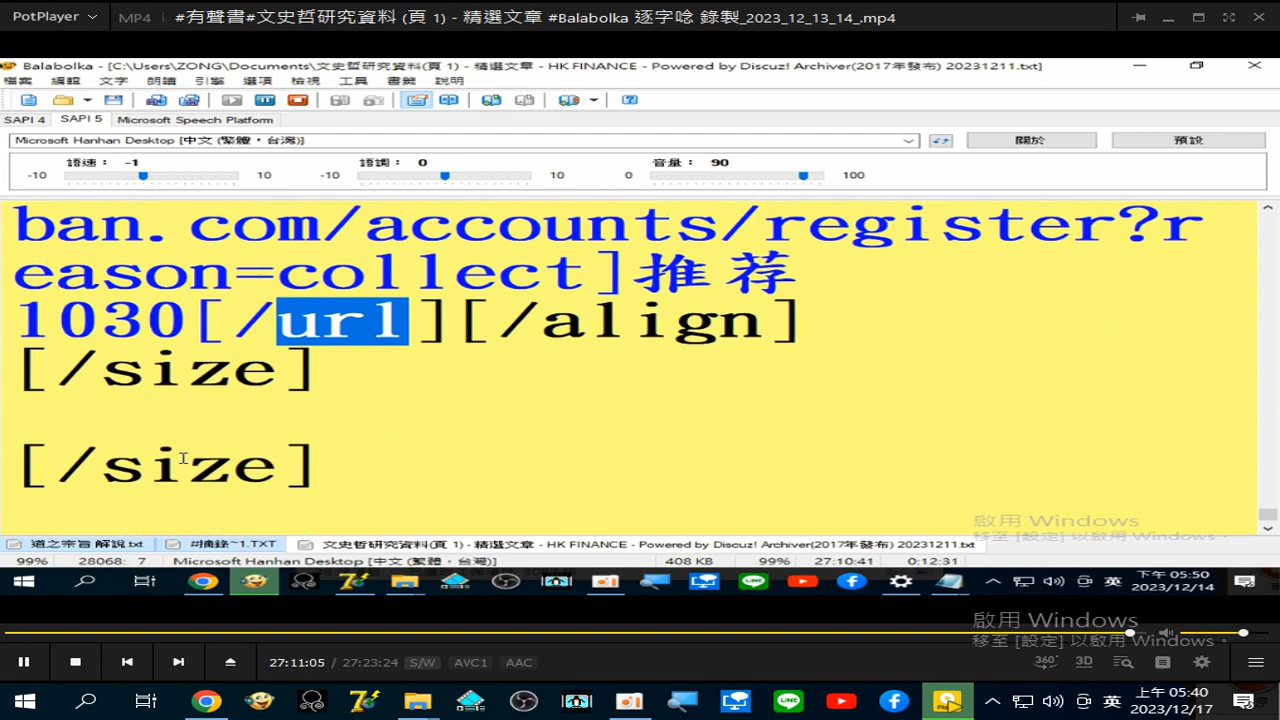 PotPlayer MP4 #有聲書#文史哲研究資料 (頁 1) - 精選文章 #Balabolka 逐字唸 錄製_2023_12_13_14_.mp4
Balabolka - [C:\Users\ZONG\Documents\文史哲研究資料(頁 1) - 精選文章 - HK FINANCE - Powered by Discuz! Archiver(2017年發布) 20231211.txt]
檔案 編輯 文字 朗讀 引擎 選項 檢視 工具 書籤 說明
SAPI 4 SAPI 5 Microsoft Speech Platform
Microsoft Hanhan Desktop [中文 (繁體，台灣)]
關於 預設
語速： -1 語調： 0 音量： 90
-10 10 -10 10 0 100
ban.com/accounts/register?r
eason=collect]推荐
1030[/url][/align]
[/size]
[/size]
啟用 Windows
移至 [設定] 以啟用 Windows。
道之宗旨 解說.txt #摘錄~1.TXT 文史哲研究資料(頁 1) - 精選文章 - HK FINANCE - Powered by Discuz! Archiver(2017年發布) 20231211.txt
99% 28068: 7 Microsoft Hanhan Desktop [中文 (繁體，台灣)] 408 KB 99% 27:10:41 0:12:31
英 下午 05:50
2023/12/14
啟用 Windows
移至 [設定] 以啟用 Windows。
27:11:05 / 27:23:24 S/W AVC1 AAC 360° 3D
英 上午 05:40
2023/12/17